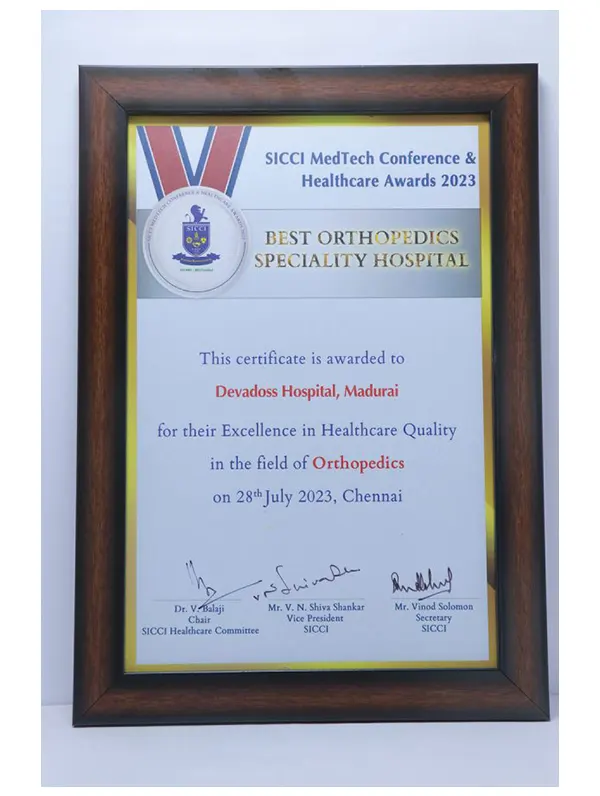 SICCI MedTech Conference &
Healthcare Awards 2023
SICCI
BEST ORTHOPEDICS
SPECIALITY HOSPITAL
This certificate is awarded to
Devadoss Hospital, Madurai
for their Excellence in Healthcare Quality
in the field of Orthopedics
on 28th July 2023, Chennai
Dr. V. Balaji
Chair
SICCI Healthcare Committee
Mr. V. N. Shiva Shankar
Vice President
SICCI
Mr. Vinod Solomon
Secretary
SICCI